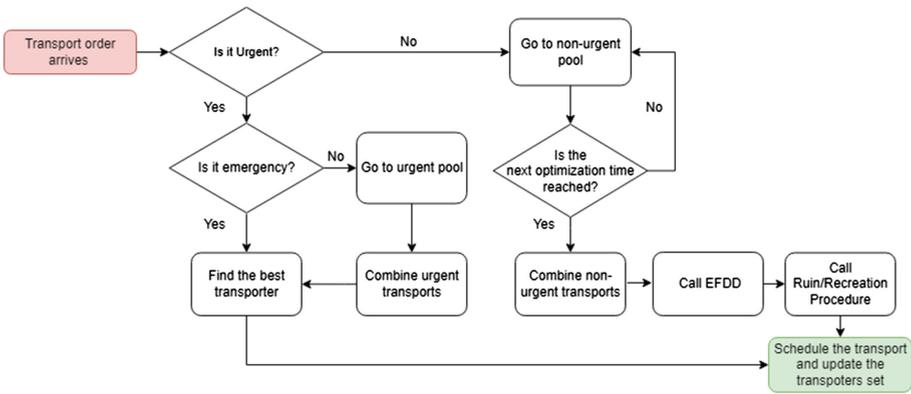 Transport order
arrives
Is it Urgent?
No
Go to non-urgent
pool
Yes
No
Is it emergency?
No
Go to urgent pool
Is the
next optimization time
reached?
Yes
Yes
Find the best
transporter
Combine urgent
transports
Combine non-
urgent transports
Call EFDD
Call
Ruin/Recreation
Procedure
Schedule the transport
and update the
transpoters set